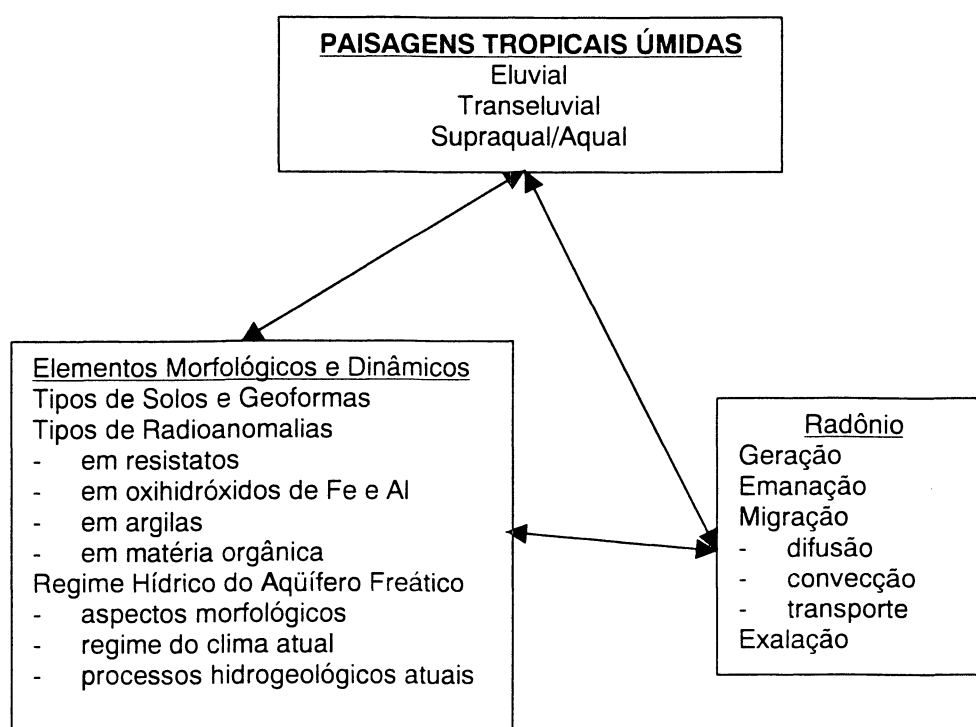 PAISAGENS TROPICAIS ÚMIDAS
Eluvial
Transeluvial
Supraqual/Aqual
Elementos Morfológicos e Dinâmicos
Tipos de Solos e Geoformas
Tipos de Radioanomalias
- em resistatos
- em oxihidróxidos de Fe e Al
- em argilas
- em matéria orgânica
Regime Hídrico do Aqüífero Freático
- aspectos morfológicos
- regime do clima atual
- processos hidrogeológicos atuais
Radônio
Geração
Emanação
Migração
- difusão
- convecção
- transporte
Exalação